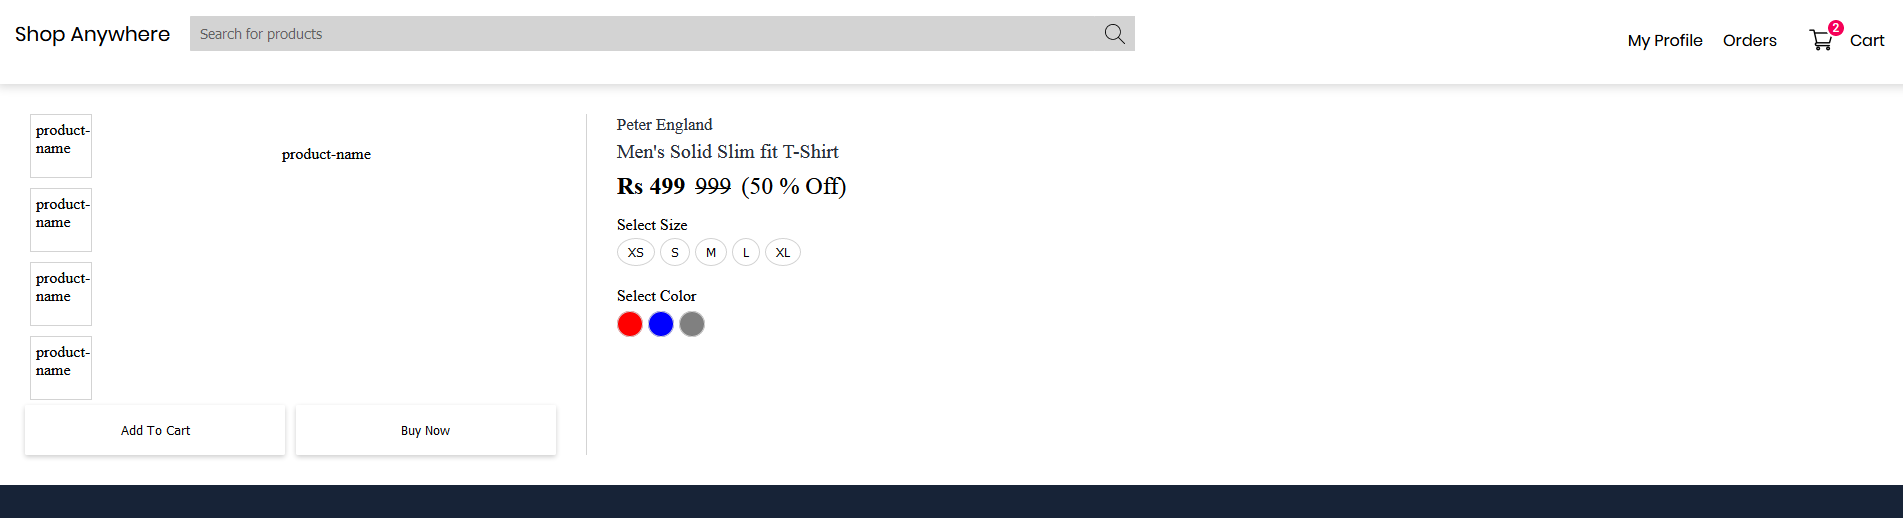 Shop Anywhere
Search for products
My Profile
Orders
2
Cart
product-
name
product-
name
product-
name
product-
name
product-name
Add To Cart
Buy Now
Peter England
Men's Solid Slim fit T-Shirt
Rs 499 999 (50 % Off)
Select Size
XS S M L XL
Select Color